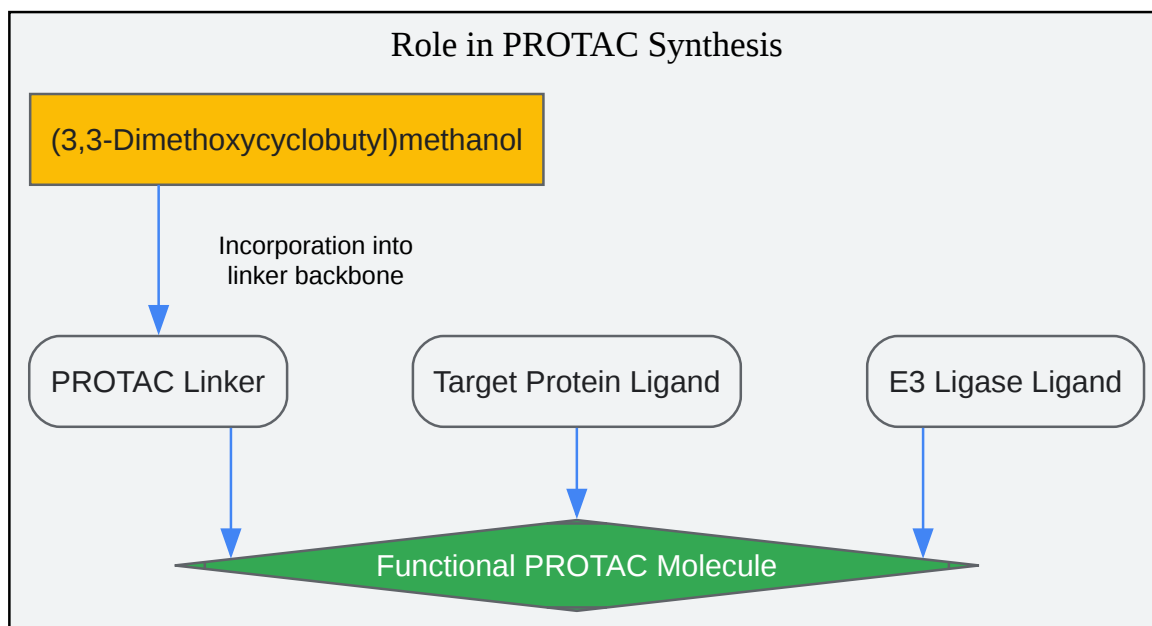 Role in PROTAC Synthesis
(3,3-Dimethoxycyclobutyl)methanol
Incorporation into
linker backbone
PROTAC Linker
Target Protein Ligand
E3 Ligase Ligand
Functional PROTAC Molecule